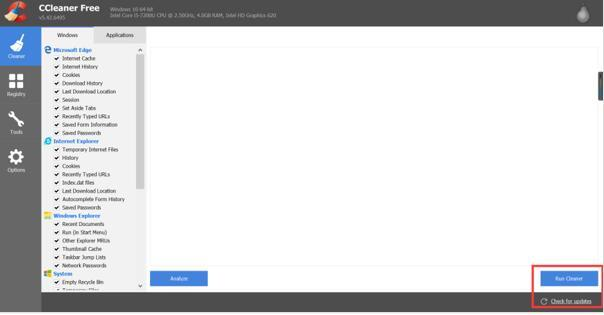 CCleaner Free
v5.42.6495
Windows 10 64-bit
Intel Core i5-7200U CPU @ 2.50GHz, 4.0GB RAM, Intel HD Graphics 620
Cleaner
Registry
Tools
Options
Windows
Applications
Microsoft Edge
Internet Cache
Internet History
Cookies
Download History
Last Download Location
Session
Set Aside Tabs
Recently Typed URLs
Saved Form Information
Saved Passwords
Internet Explorer
Temporary Internet Files
History
Cookies
Recently Typed URLs
Index.dat files
Last Download Location
Autocomplete Form History
Saved Passwords
Windows Explorer
Recent Documents
Run (in Start Menu)
Other Explorer MRUs
Thumbnail Cache
Taskbar Jump Lists
Network Passwords
System
Empty Recycle Bin
Temporary Files
Analyze
Run Cleaner
Check for updates